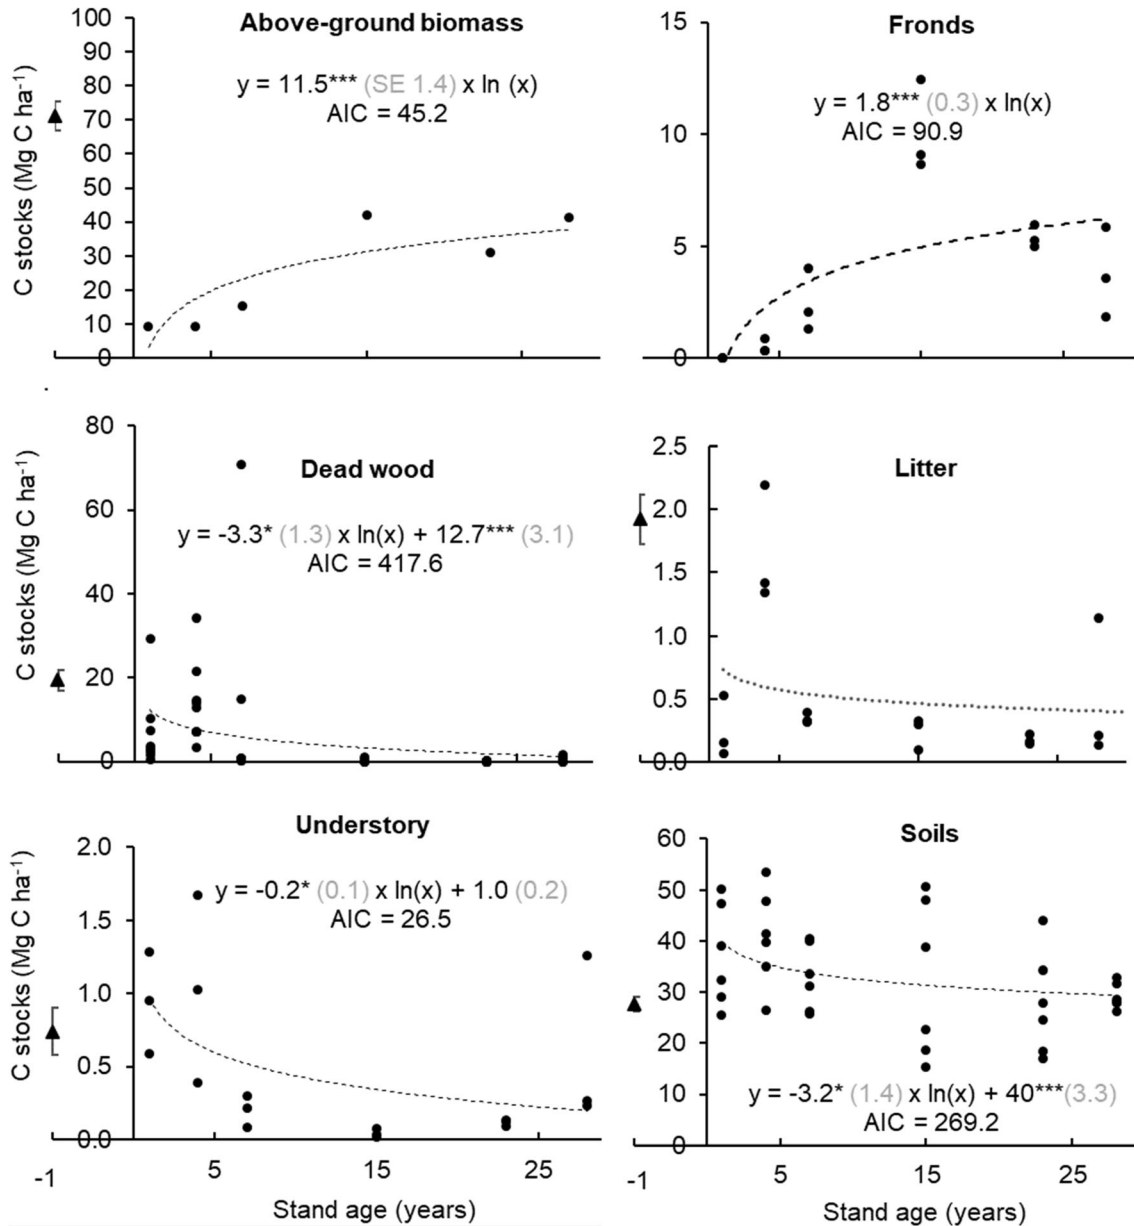 Above-ground biomass
y = 11.5*** (SE 1.4) x ln (x)
AIC = 45.2
C stocks (Mg C ha⁻¹)
100
90
80
70
60
50
40
30
20
10
0
Fronds
y = 1.8*** (0.3) x ln(x)
AIC = 90.9
15
10
5
0
Dead wood
y = -3.3* (1.3) x ln(x) + 12.7*** (3.1)
AIC = 417.6
C stocks (Mg C ha⁻¹)
80
60
40
20
0
Litter
2.5
2.0
1.5
1.0
0.5
0.0
Understory
y = -0.2* (0.1) x ln(x) + 1.0 (0.2)
AIC = 26.5
C stocks (Mg C ha⁻¹)
2.0
1.5
1.0
0.5
0.0
-1 5 15 25
Stand age (years)
Soils
60
50
40
30
20
10
0
y = -3.2* (1.4) x ln(x) + 40***(3.3)
AIC = 269.2
-1 5 15 25
Stand age (years)